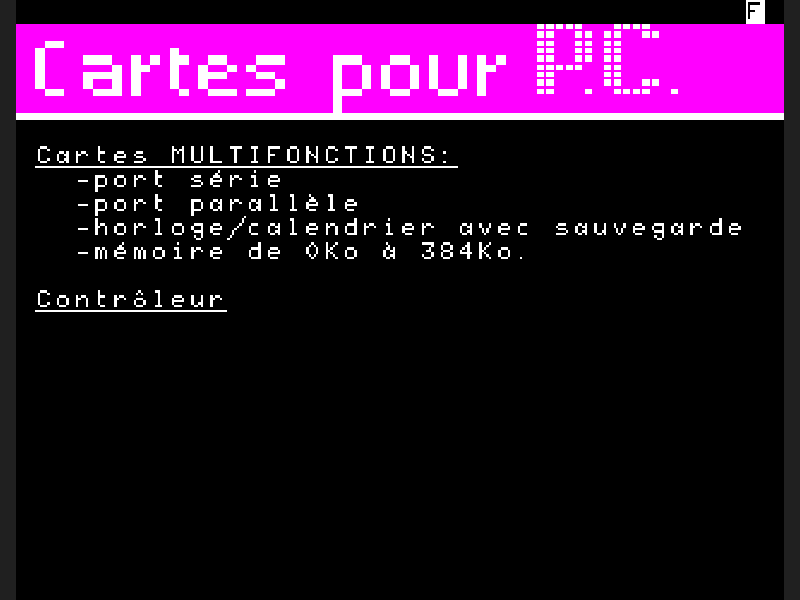 F
Cartes pour P.C.
Cartes MULTIFONCTIONS:
-port série
-port parallèle
-horloge/calendrier avec sauvegarde
-mémoire de 0Ko à 384Ko.
Contrôleur